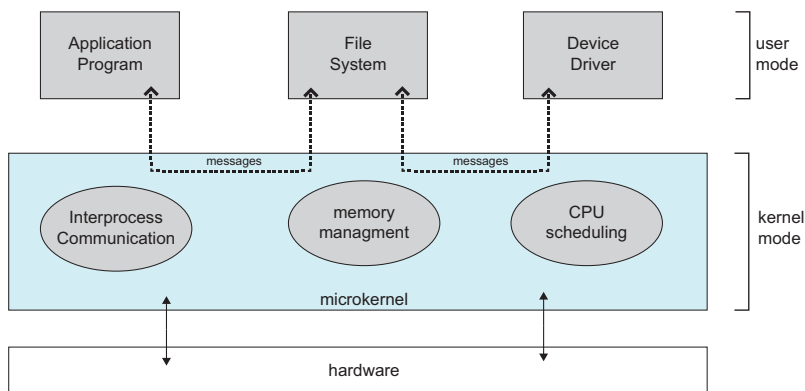 Application
Program
File
System
Device
Driver
user
mode
messages
messages
Interprocess
Communication
memory
managment
CPU
scheduling
kernel
mode
microkernel
hardware